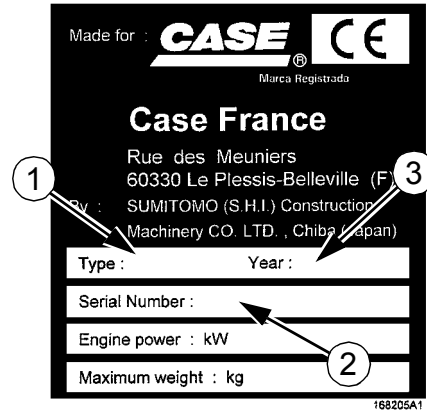 Made for : CASE ® CE
Marca Registrada
Case France
Rue des Meuniers
60330 Le Plessis-Belleville (F)
By : SUMITOMO (S.H.I.) Construction
Machinery CO. LTD. , Chiba (Japan)
1
3
Type : Year :
Serial Number :
Engine power : kW
2
Maximum weight : kg
168205A1